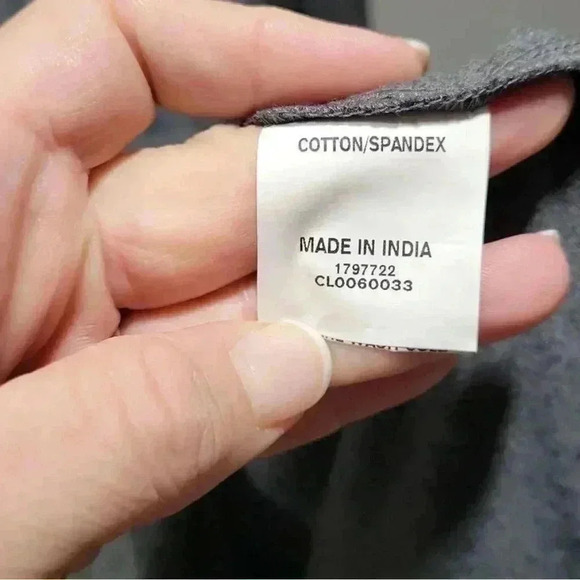 COTTON/SPANDEX
MADE IN INDIA
1797722
CL0060033